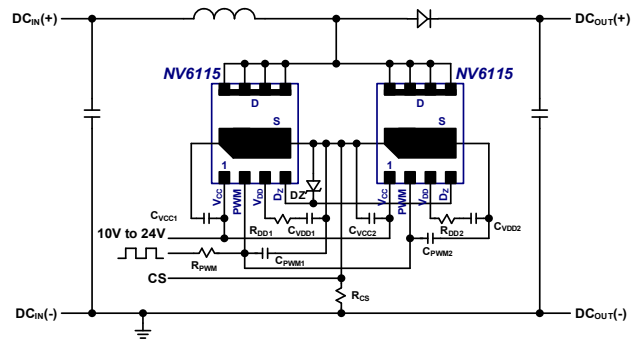 DCIN(+)
DCOUT(+)
NV6115
NV6115
D
D
S
S
1
1
VCC
PWM
VDD
DZ
DZ
VCC
PWM
VDD
DZ
CVCC1
RDD1
CVDD1
CVCC2
RDD2
CVDD2
10V to 24V
RPWM
CPWM1
CPWM2
CS
RCS
DCIN(-)
DCOUT(-)